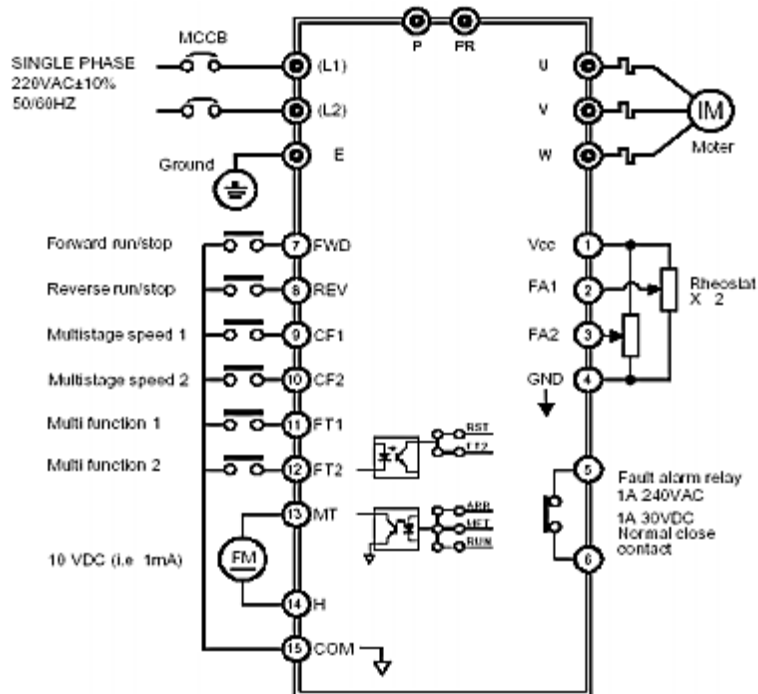 P PR
MCCB
SINGLE PHASE
220VAC±10%
50/60HZ
(L1)
(L2)
E
Ground
U
V
W
IM
Moter
Forward run/stop
7 FWD
Reverse run/stop
8 REV
Multistage speed 1
9 CF1
Multistage speed 2
10 CF2
Multi function 1
11 FT1
Multi function 2
12 FT2
13 MT
FM
10 VDC (i.e 1mA)
14 H
15 COM
RST
MET
RUN
Vcc 1
FA1 2
FA2 3
GND 4
Rheostat
X 2
5
6
Fault alarm relay
1A 240VAC
1A 30VDC
Normal close
contact